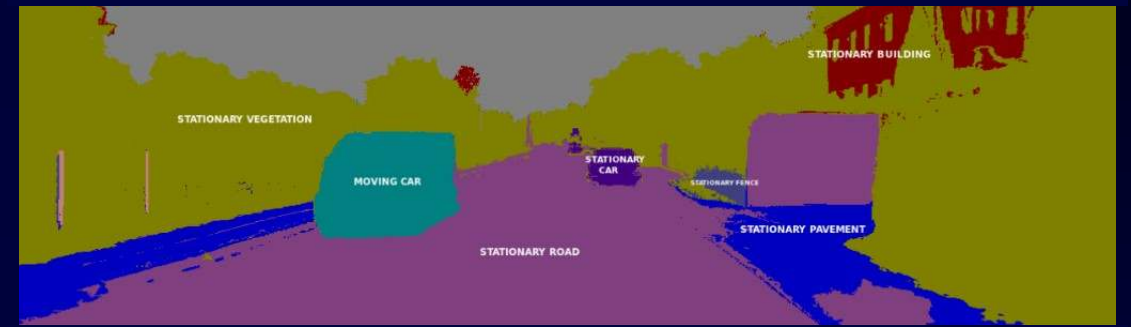 STATIONARY BUILDING
STATIONARY VEGETATION
STATIONARY
CAR
MOVING CAR
STATIONARY FENCE
STATIONARY PAVEMENT
STATIONARY ROAD